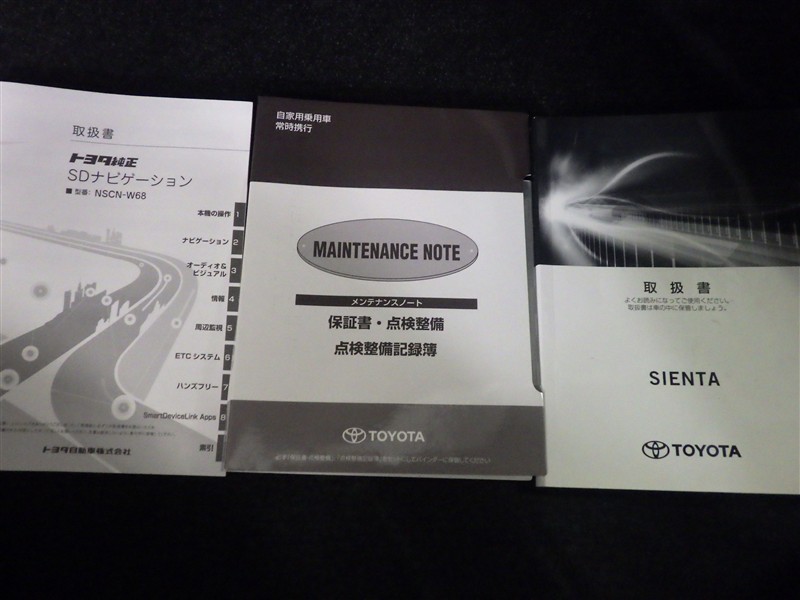 取扱書
トヨタ純正
SDナビゲーション
■ 型番: NSCN-W68
本機の操作 1
ナビゲーション 2
オーディオ&
ビジュアル 3
情報 4
周辺監視 5
ETCシステム 6
ハンズフリー 7
SmartDeviceLink Apps 8
索引
トヨタ自動車株式会社
自家用乗用車
常時携行
MAINTENANCE NOTE
メンテナンスノート
保証書・点検整備
点検整備記録簿
TOYOTA
取扱書
よくお読みになってご使用ください。
取扱書は車の中に保管しましょう。
SIENTA
TOYOTA